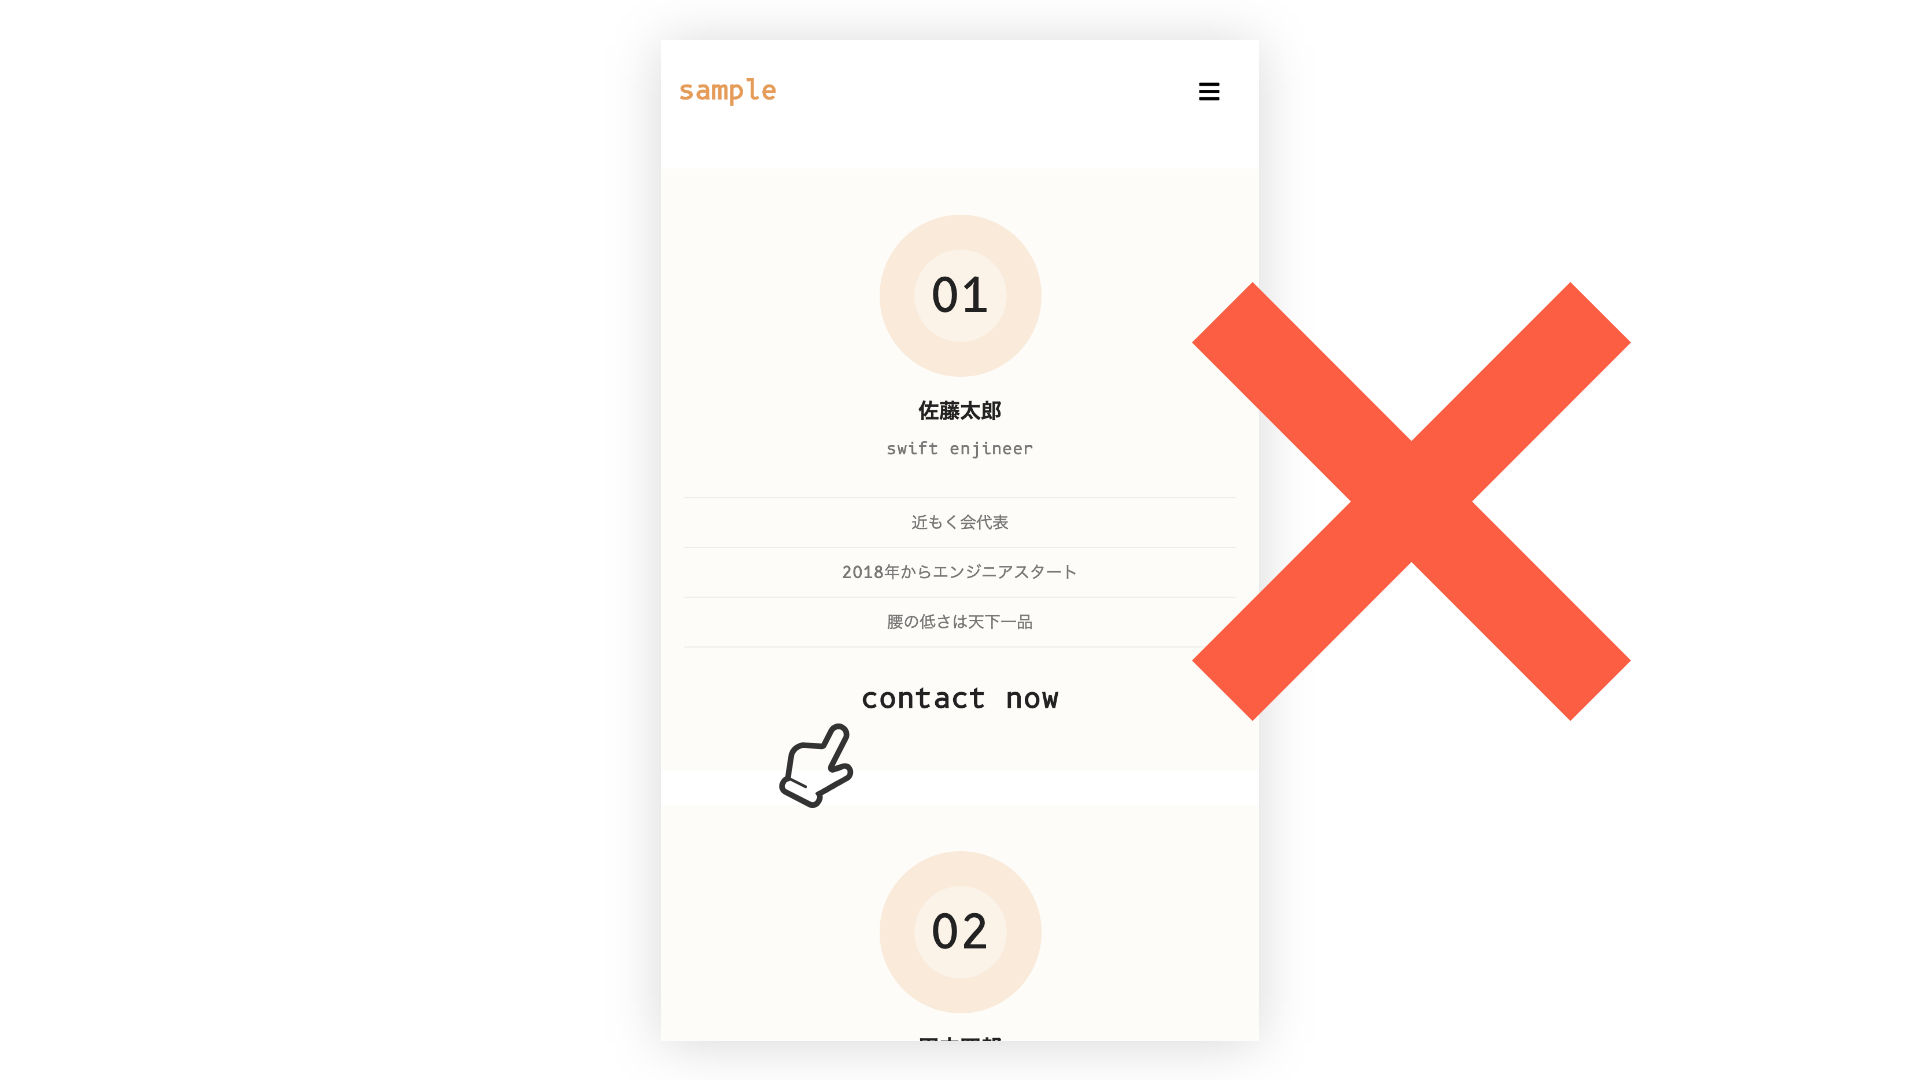 sample
01
佐藤太郎
swift enjineer
近もく会代表
2018年からエンジニアスタート
腰の低さは天下一品
contact now
02